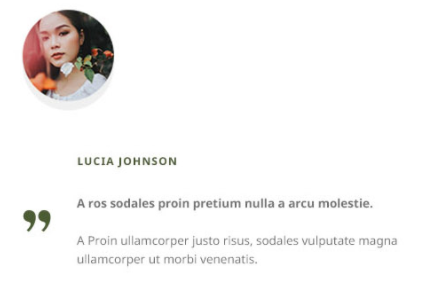 LUCIA JOHNSON
A ros sodales proin pretium nulla a arcu molestie.
A Proin ullamcorper justo risus, sodales vulputate magna
ullamcorper ut morbi venenatis.